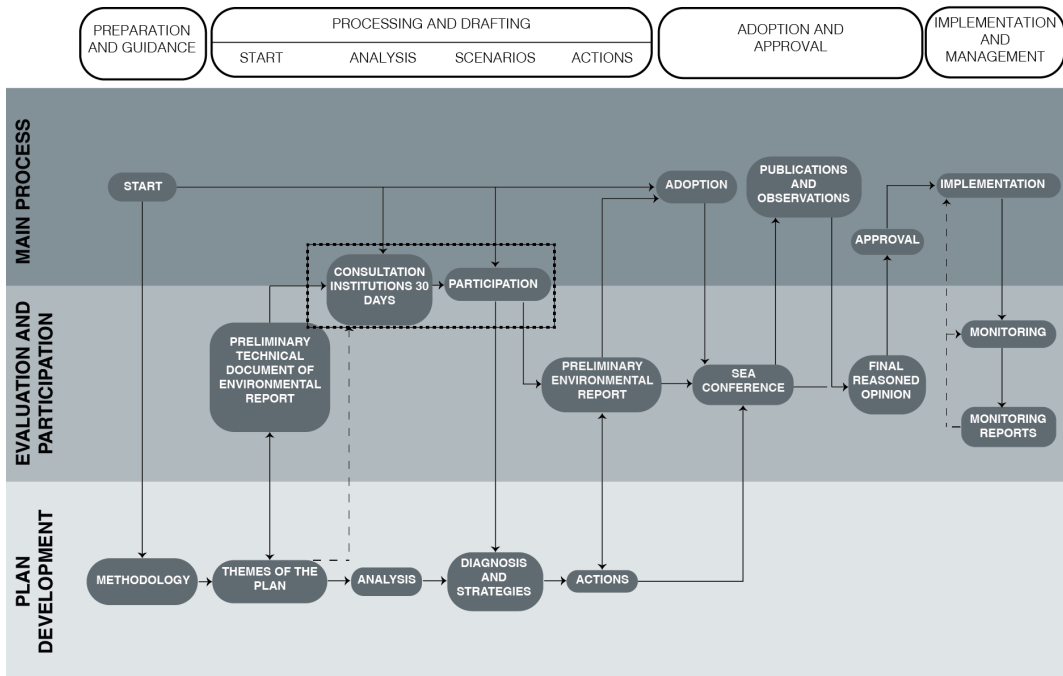 PREPARATION
AND GUIDANCE
PROCESSING AND DRAFTING
START
ANALYSIS
SCENARIOS
ACTIONS
ADOPTION AND
APPROVAL
IMPLEMENTATION
AND
MANAGEMENT
MAIN PROCESS
START
ADOPTION
PUBLICATIONS
AND
OBSERVATIONS
IMPLEMENTATION
APPROVAL
CONSULTATION
INSTITUTIONS 30
DAYS
PARTICIPATION
EVALUATION AND
PARTICIPATION
PRELIMINARY
TECHNICAL
DOCUMENT OF
ENVIRONMENTAL
REPORT
PRELIMINARY
ENVIRONMENTAL
REPORT
SEA
CONFERENCE
FINAL
REASONED
OPINION
MONITORING
MONITORING
REPORTS
PLAN
DEVELOPMENT
METHODOLOGY
THEMES OF THE
PLAN
ANALYSIS
DIAGNOSIS
AND
STRATEGIES
ACTIONS